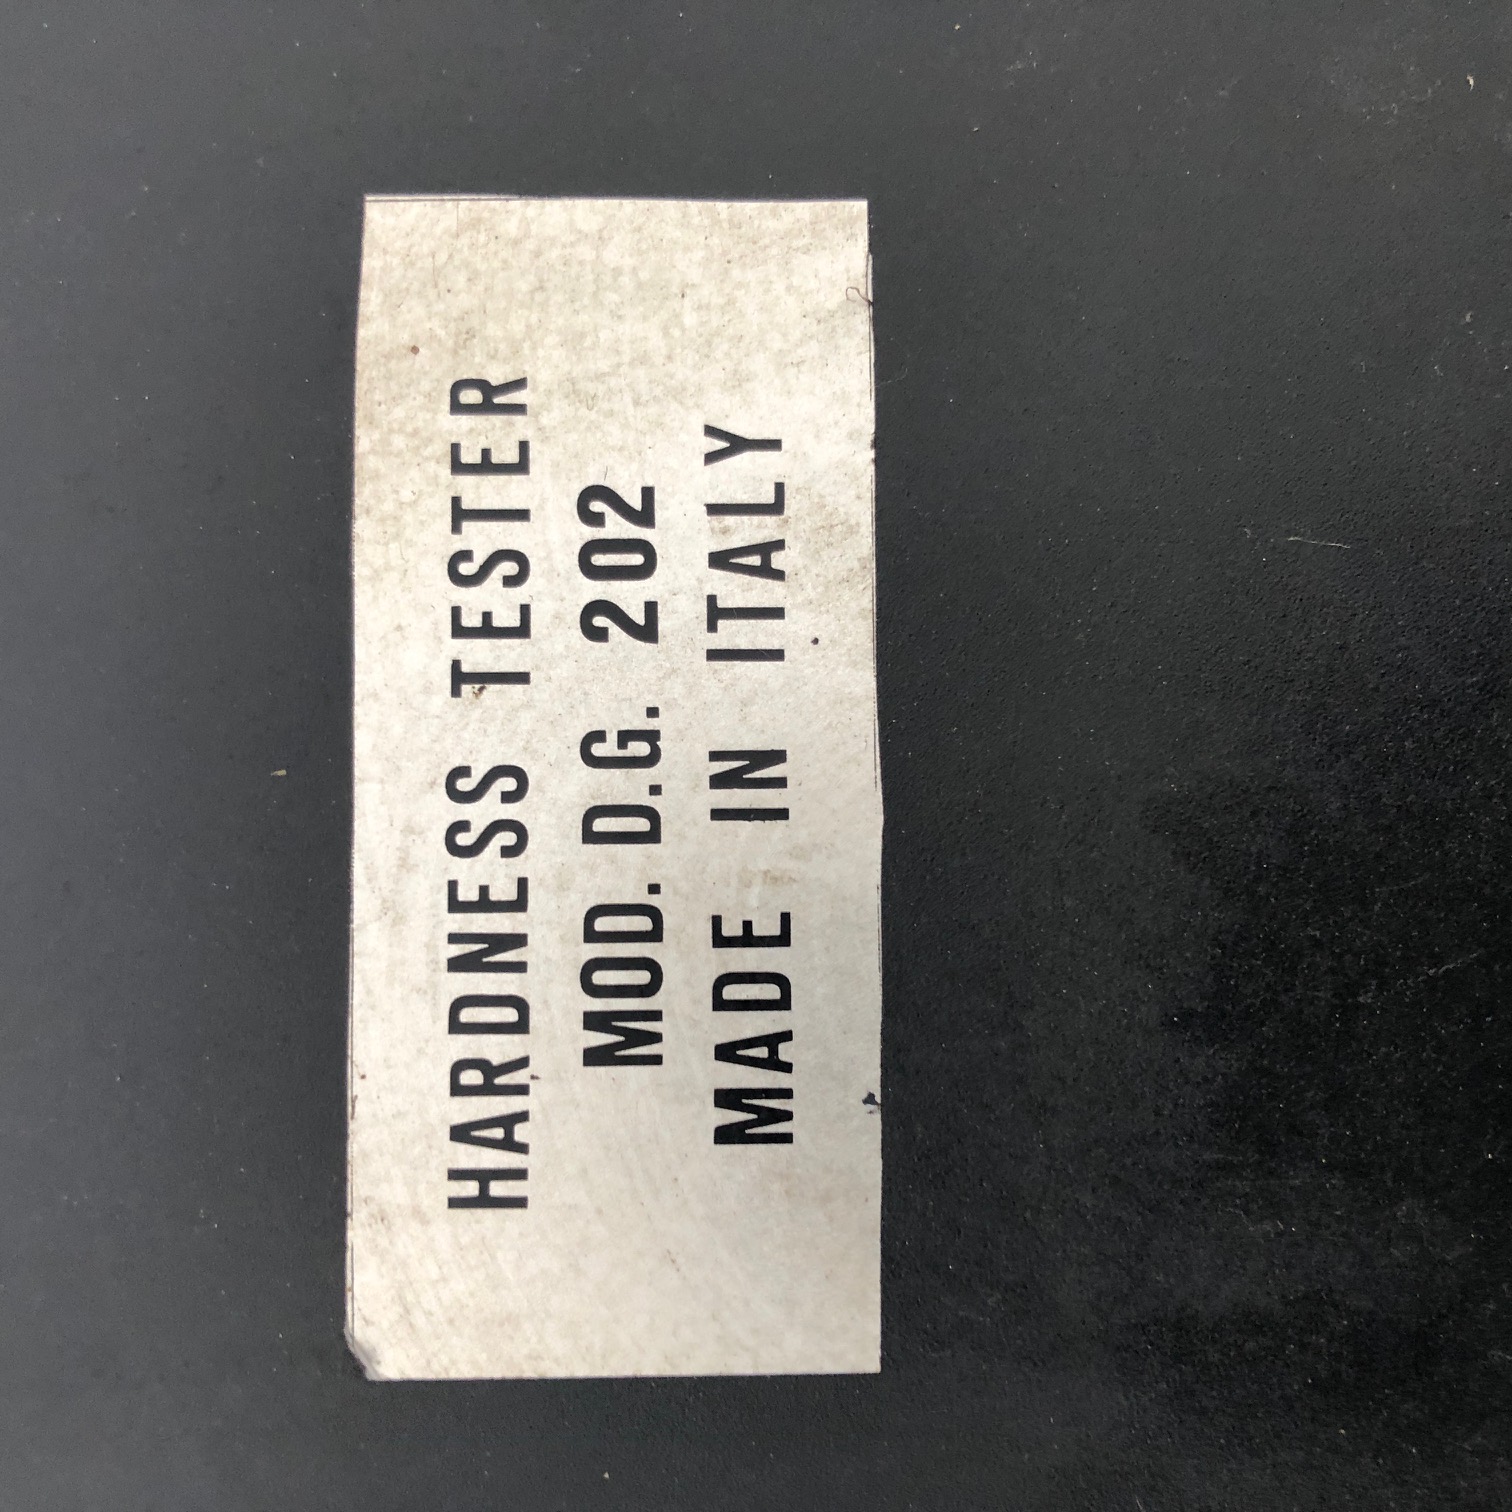 HARDNESS TESTER
MOD. D.G. 202
MADE IN ITALY